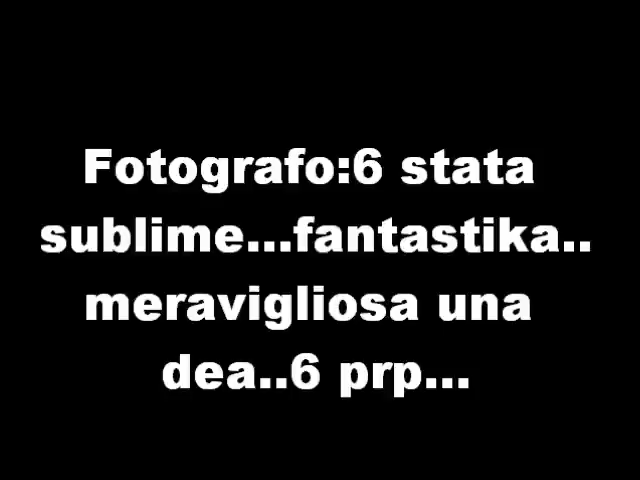 Fotografo:6 stata
sublime...fantastika..
meravigliosa una
dea..6 prp...